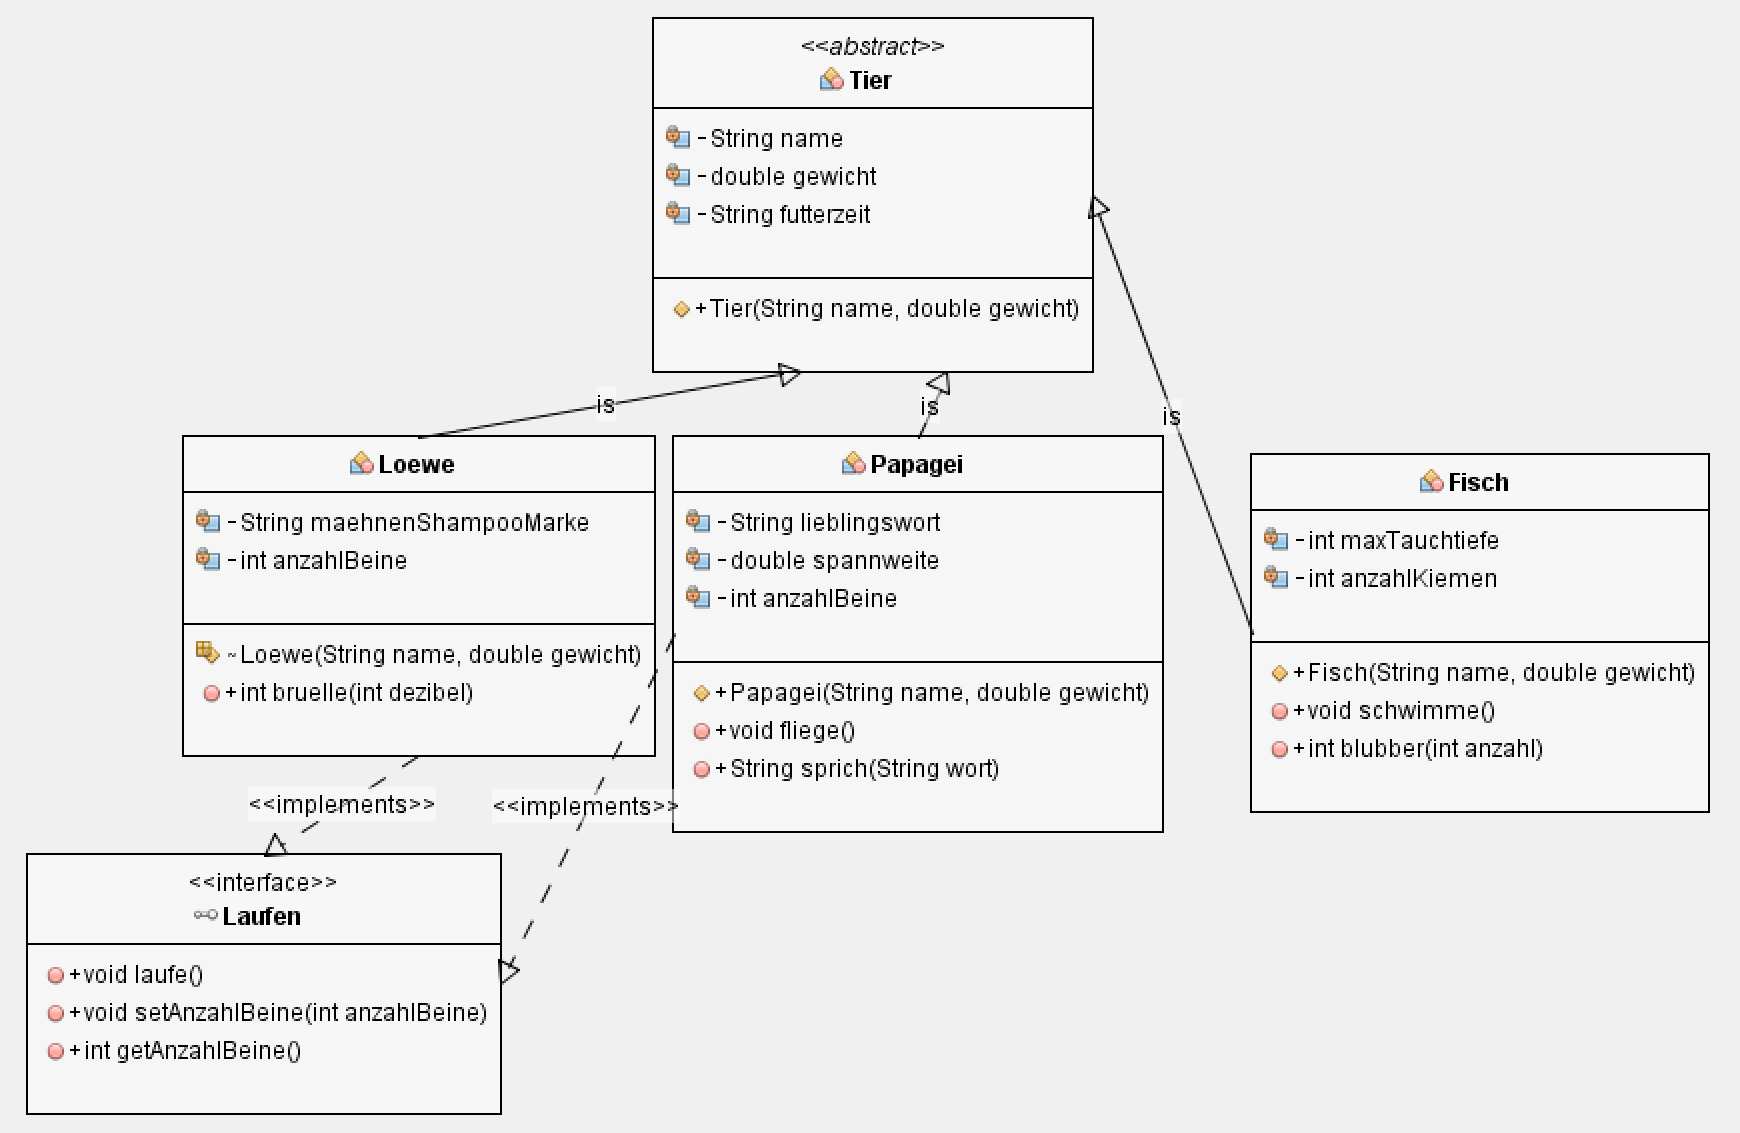 <<abstract>>
Tier
-String name
-double gewicht
-String futterzeit
+Tier(String name, double gewicht)
is
is
is
Loewe
-String maehnenShampooMarke
-int anzahlBeine
~Loewe(String name, double gewicht)
+int bruelle(int dezibel)
Papagei
-String lieblingswort
-double spannweite
-int anzahlBeine
+Papagei(String name, double gewicht)
+void fliege()
+String sprich(String wort)
Fisch
-int maxTauchtiefe
-int anzahlKiemen
+Fisch(String name, double gewicht)
+void schwimme()
+int blubber(int anzahl)
<<implements>>
<<implements>>
<<interface>>
Laufen
+void laufe()
+void setAnzahlBeine(int anzahlBeine)
+int getAnzahlBeine()